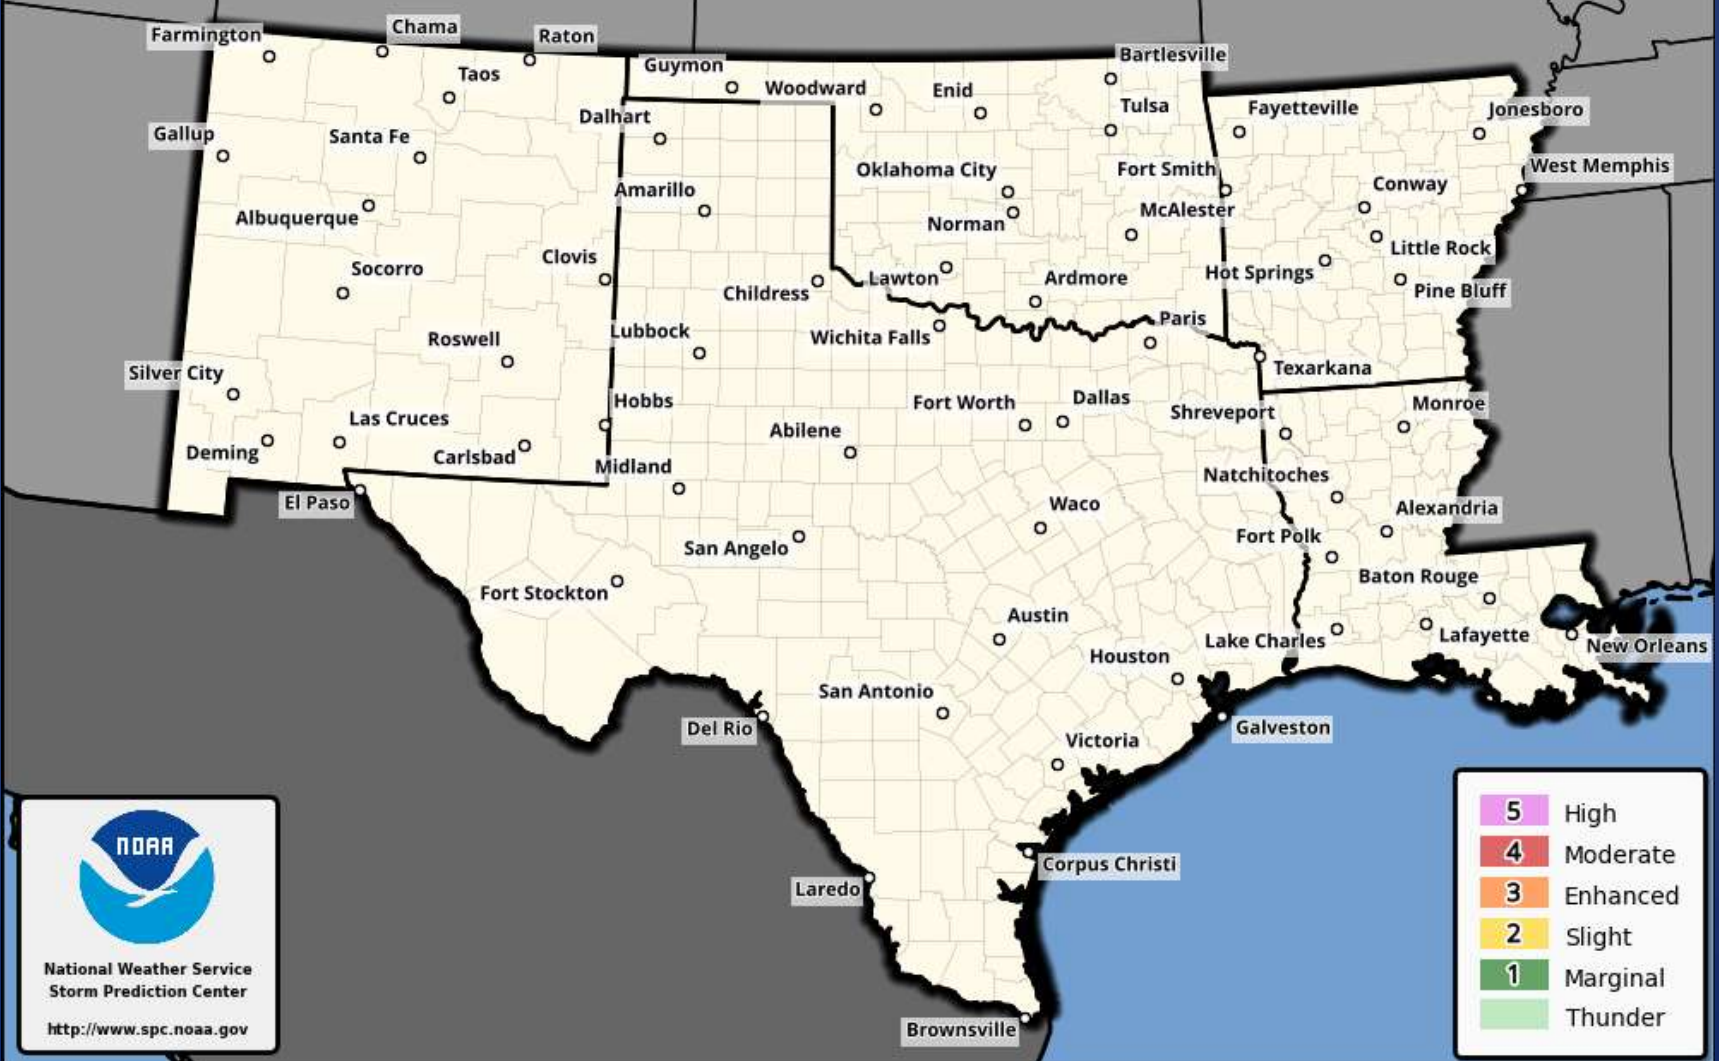 Farmington
Chama
Raton
Taos
Guymon
Woodward
Enid
Bartlesville
Dalhart
Tulsa
Fayetteville
Jonesboro
Gallup
Santa Fe
Oklahoma City
Fort Smith
West Memphis
Amarillo
Conway
Albuquerque
Norman
McAlester
Clovis
Little Rock
Socorro
Childress
Lawton
Ardmore
Hot Springs
Pine Bluff
Lubbock
Wichita Falls
Paris
Roswell
Silver City
Texarkana
Hobbs
Fort Worth
Dallas
Shreveport
Monroe
Las Cruces
Abilene
Deming
Carlsbad
Midland
Natchitoches
El Paso
Waco
Alexandria
San Angelo
Fort Polk
Fort Stockton
Baton Rouge
Austin
Lake Charles
Lafayette
New Orleans
Houston
San Antonio
Del Rio
Galveston
Victoria
Corpus Christi
Laredo
Brownsville
NOAA
National Weather Service
Storm Prediction Center
http://www.spc.noaa.gov
5 High
4 Moderate
3 Enhanced
2 Slight
1 Marginal
Thunder